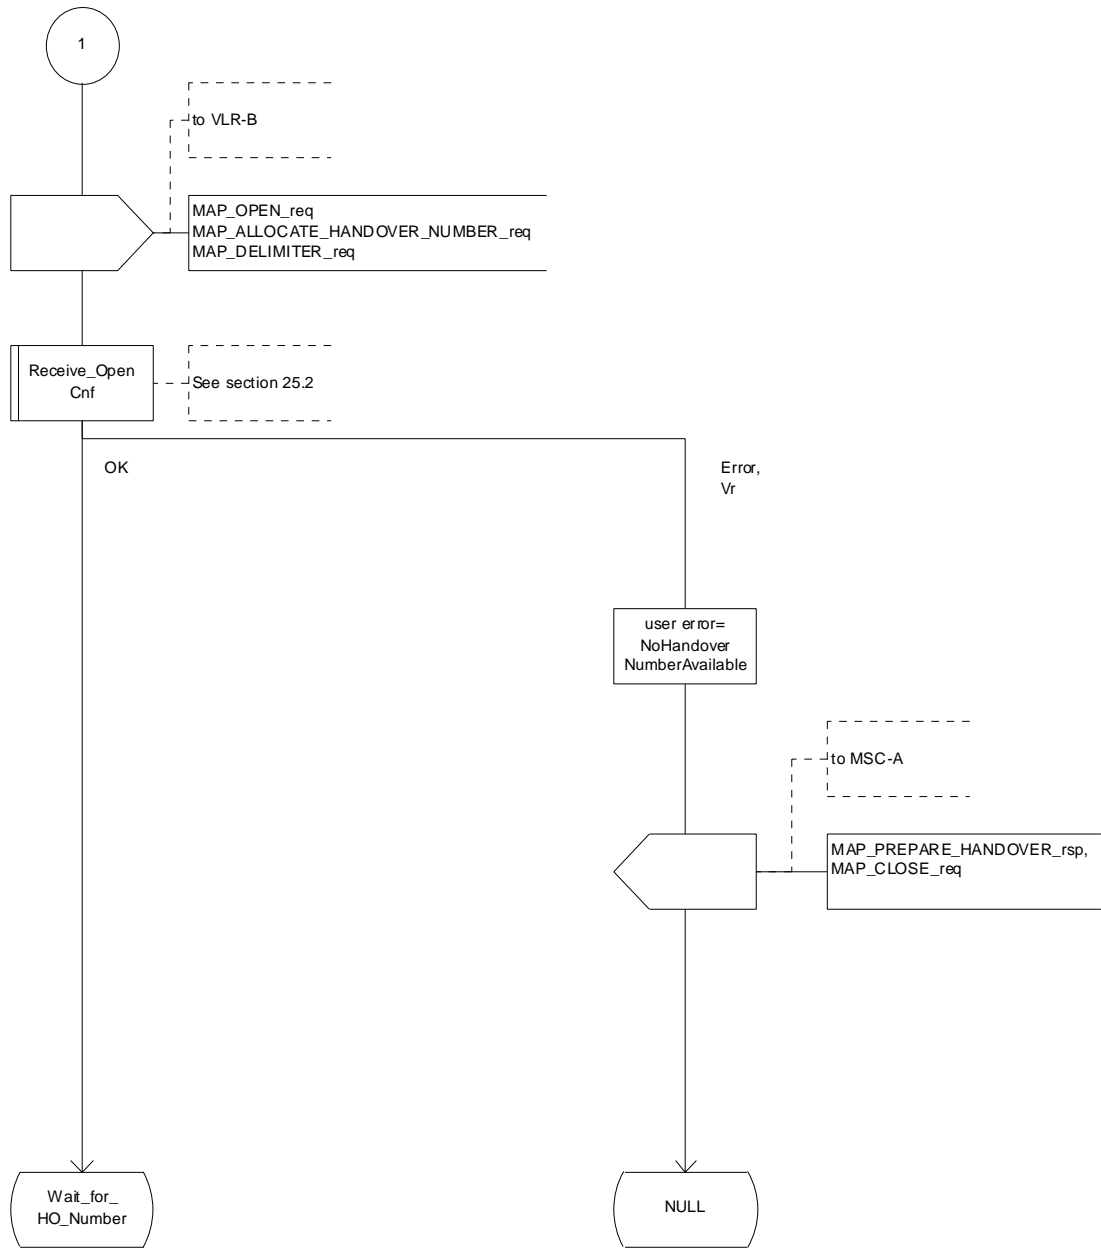 1
to VLR-B
MAP_OPEN_req
MAP_ALLOCATE_HANDOVER_NUMBER_req
MAP_DELIMITER_req
Receive_Open
Cnf
See section 25.2
OK
Error,
Vr
user error=
NoHandover
NumberAvailable
to MSC-A
MAP_PREPARE_HANDOVER_rsp,
MAP_CLOSE_req
Wait_for_
HO_Number
NULL